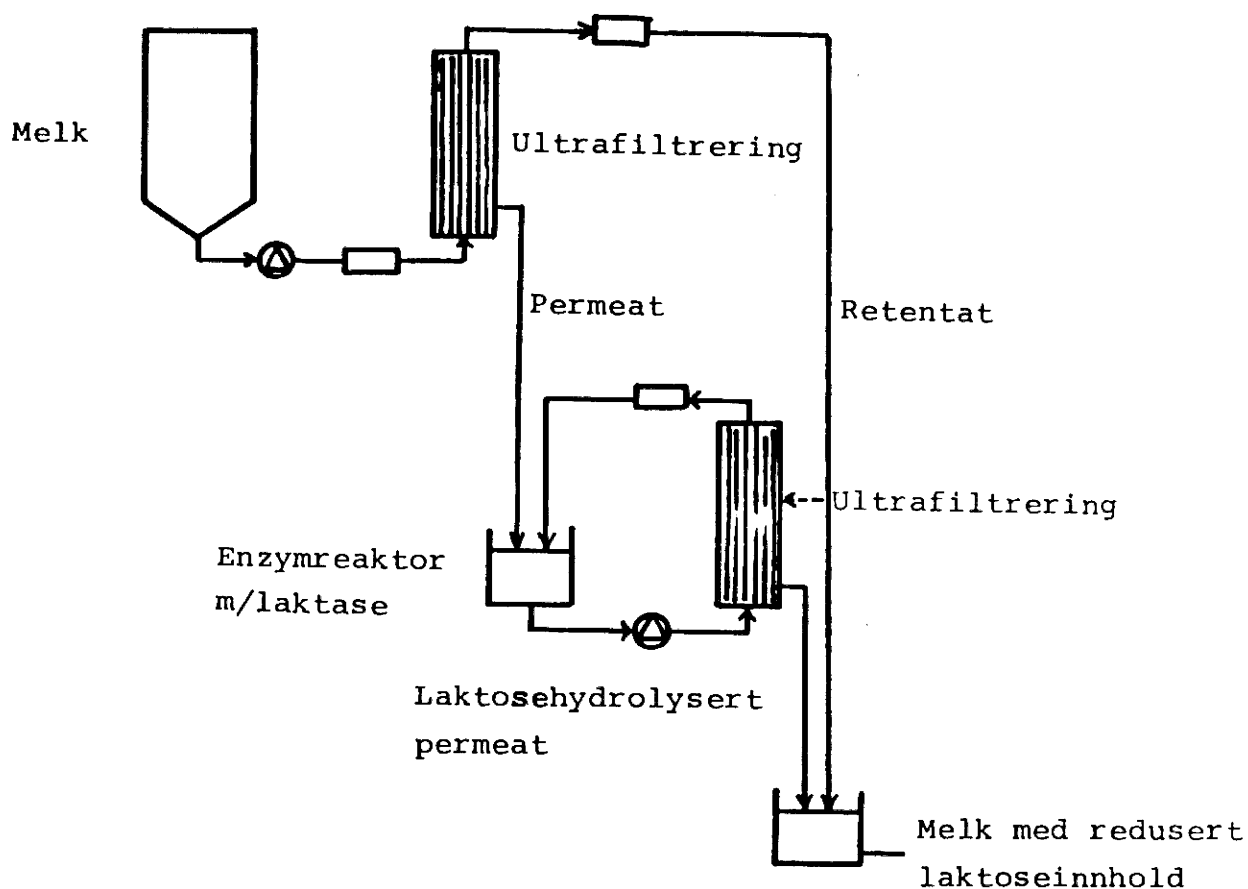 Melk
Ultrafiltrering
Permeat
Retentat
Ultrafiltrering
Enzymreaktor
m/laktase
Laktosehydrolysert
permeat
Melk med redusert
laktoseinnhold